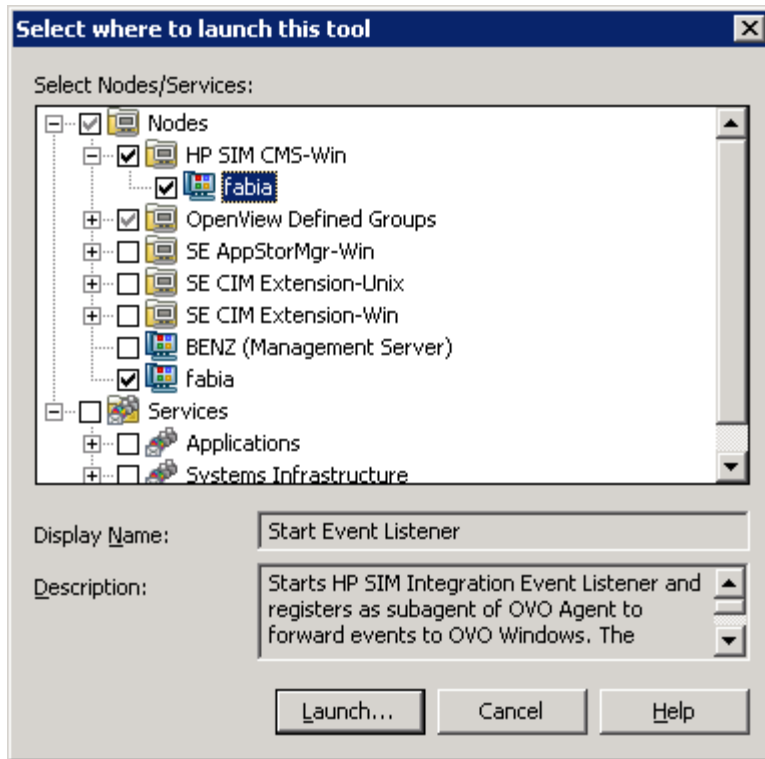 Select where to launch this tool
Select Nodes/Services:
Nodes
HP SIM CMS-Win
fabia
OpenView Defined Groups
SE AppStorMgr-Win
SE CIM Extension-Unix
SE CIM Extension-Win
BENZ (Management Server)
fabia
Services
Applications
Systems Infrastructure
Display Name: Start Event Listener
Description: Starts HP SIM Integration Event Listener and
registers as subagent of OVO Agent to
forward events to OVO Windows. The
Launch... Cancel Help